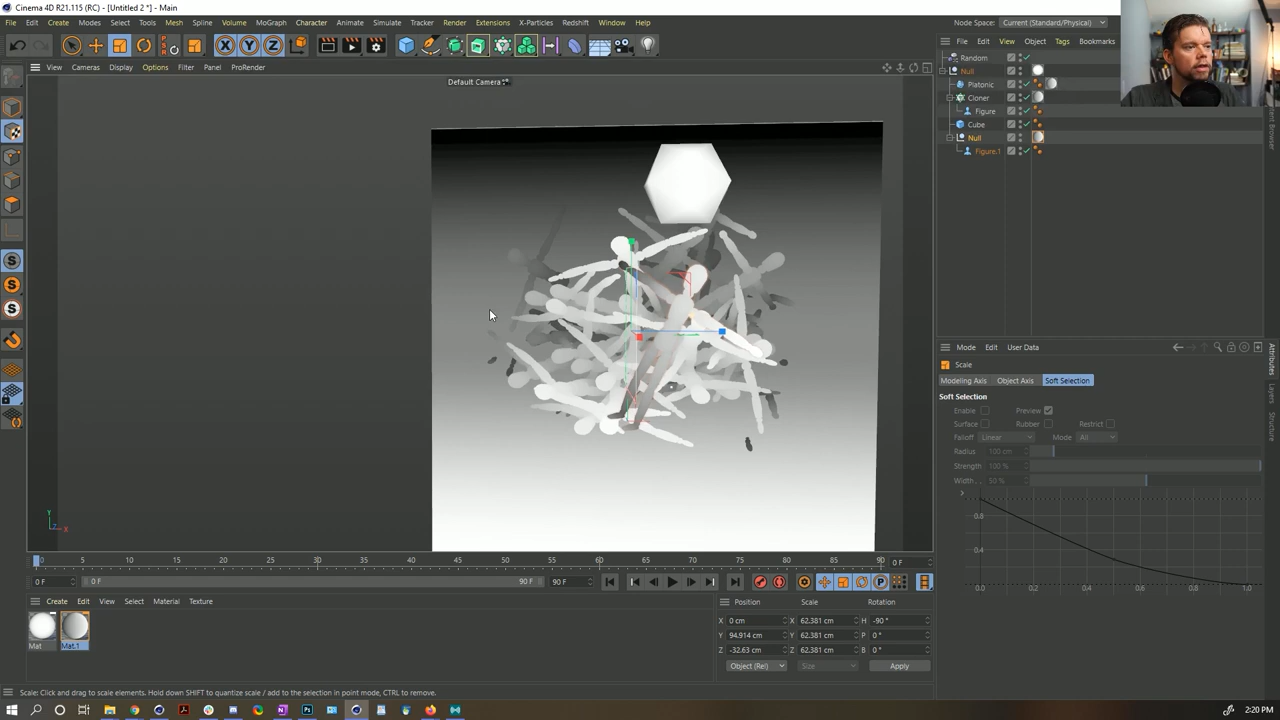 Cinema 4D R21.115 (RC) - [Untitled 2 *] - Main
File Edit Create Modes Select Tools Mesh Spline Volume MoGraph Character Animate Simulate Tracker Render Extensions X-Particles Redshift Window Help
Node Space: Current (Standard/Physical)
View Cameras Display Options Filter Panel ProRender
Default Camera
File Edit View Object Tags Bookmarks
Random
Null
Platonic
Cloner
Figure
Cube
Null
Figure.1
Content Browser
Mode Edit User Data
Scale
Modeling Axis Object Axis Soft Selection
Soft Selection
Enable Preview
Surface Rubber Restrict
Falloff Linear Mode All
Radius 100 cm
Strength 100 %
Width 50 %
0.8
0.4
0.0 0.2 0.4 0.6 0.8 1.0
Attributes
Layers
Structure
Y
Z X
0 5 10 15 20 25 30 35 40 45 50 55 60 65 70 75 80 85 90 0 F
0 F 0 F 90 F 90 F
Create Edit View Select Material Texture
Mat Mat.1
Position Scale Rotation
X 0 cm X 62.381 cm H -90 °
Y 94.914 cm Y 62.381 cm P 0 °
Z -32.63 cm Z 62.381 cm B 0 °
Object (Rel) Size Apply
Scale: Click and drag to scale elements. Hold down SHIFT to quantize scale / add to the selection in point mode, CTRL to remove.
2:20 PM